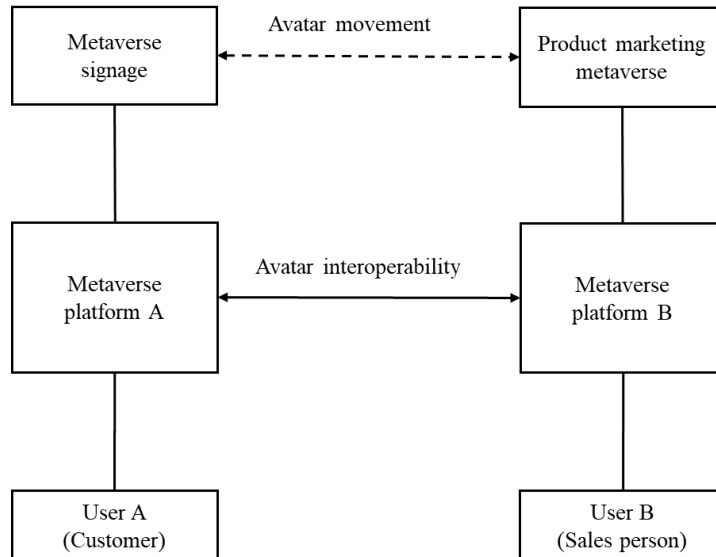 Metaverse
signage
Avatar movement
Product marketing
metaverse
Metaverse
platform A
Avatar interoperability
Metaverse
platform B
User A
(Customer)
User B
(Sales person)